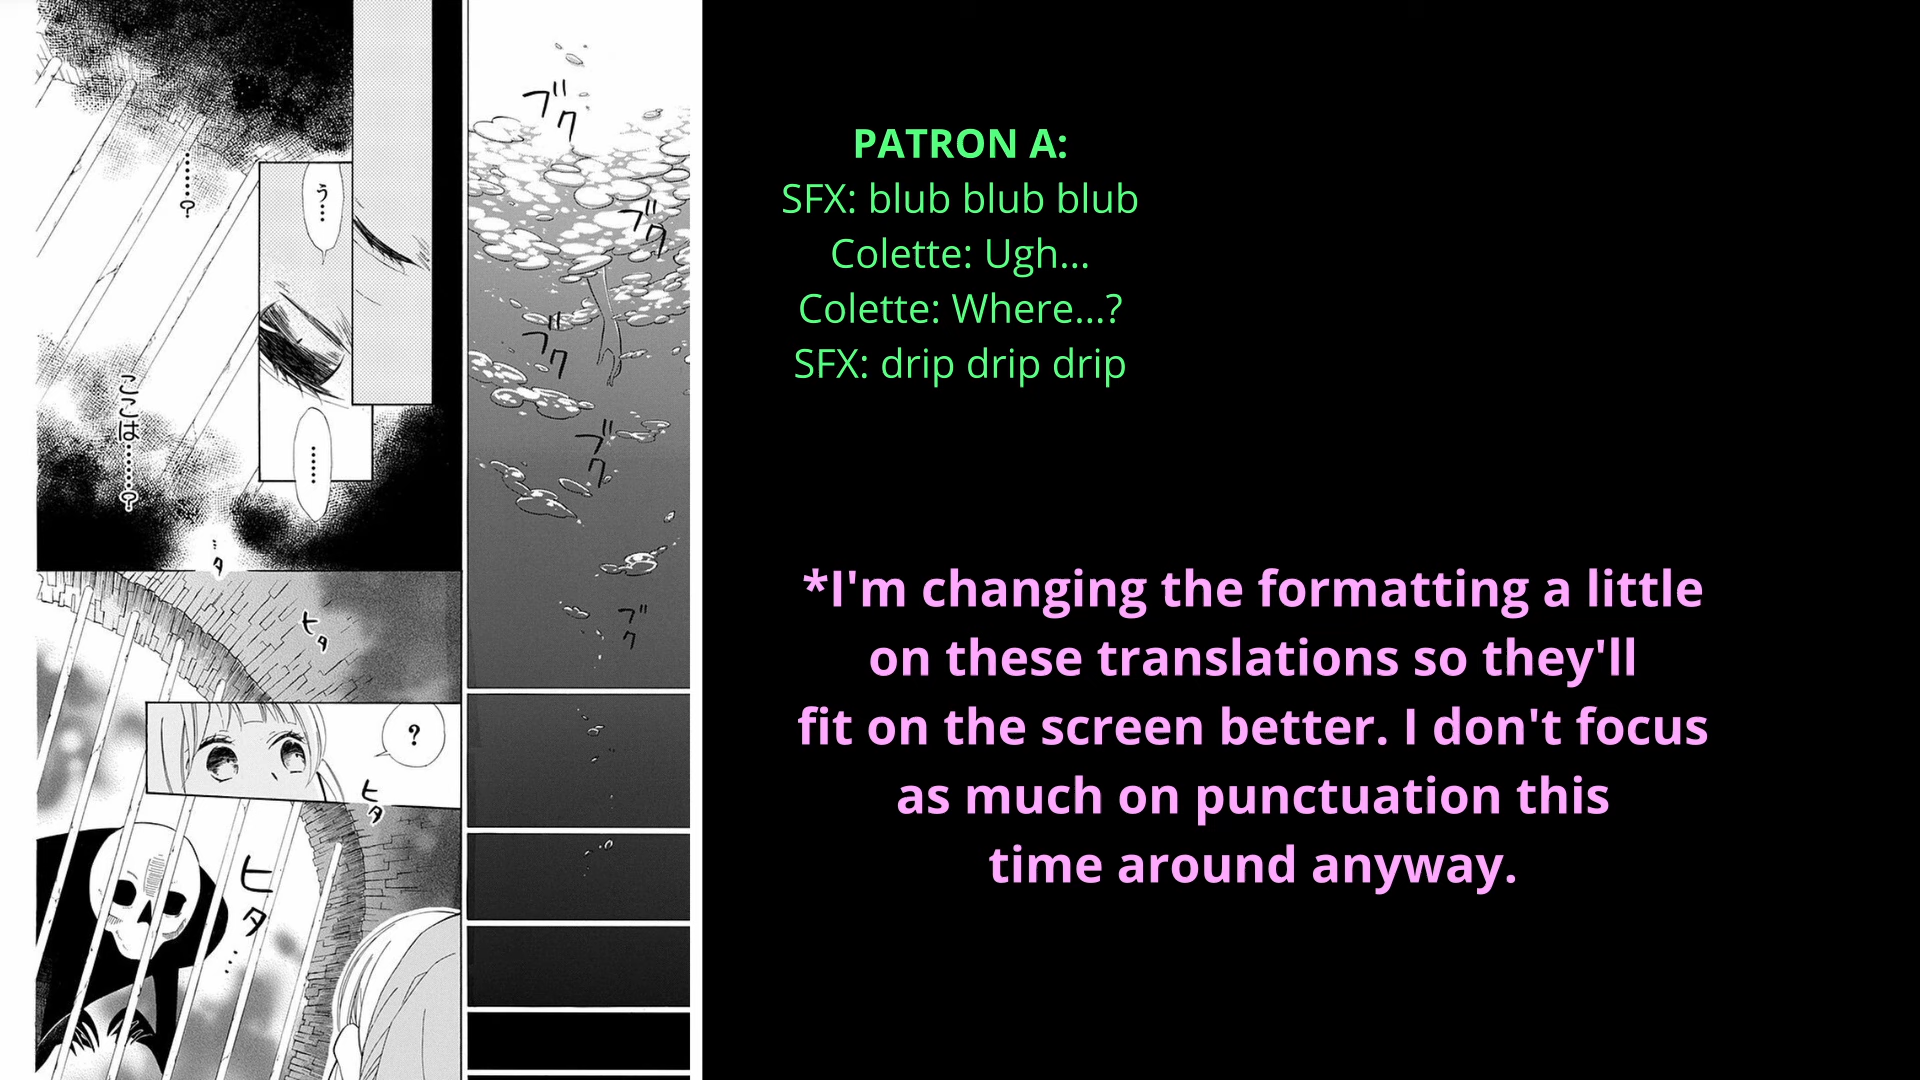 ブク
ブク
ブク
ブク
ブク
う…
……
………?
ここは………?
…タ
ヒタ
?
ヒタ
ヒタ…
PATRON A:
SFX: blub blub blub
Colette: Ugh...
Colette: Where...?
SFX: drip drip drip
*I'm changing the formatting a little
on these translations so they'll
fit on the screen better. I don't focus
as much on punctuation this
time around anyway.